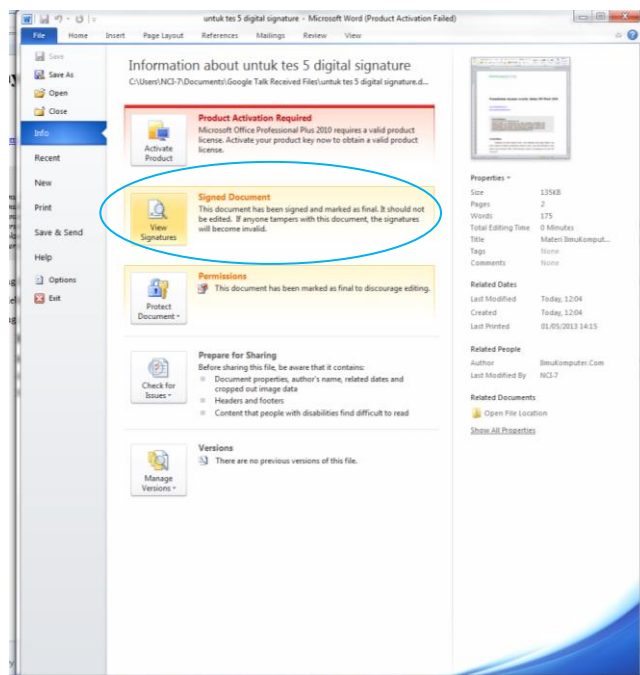 untuk tes 5 digital signature - Microsoft Word (Product Activation Failed)
File Home Insert Page Layout References Mailings Review View
Save
Save As
Open
Close
Info
Recent
New
Print
Save & Send
Help
Options
Exit
Information about untuk tes 5 digital signature
C:\Users\NCI-7\Documents\Google Talk Received Files\untuk tes 5 digital signature.d...
Activate
Product
Product Activation Required
Microsoft Office Professional Plus 2010 requires a valid product
license. Activate your product key now to obtain a valid product
license.
View
Signatures
Signed Document
This document has been signed and marked as final. It should not
be edited. If anyone tampers with this document, the signatures
will become invalid.
Protect
Document
Permissions
This document has been marked as final to discourage editing.
Check for
Issues
Prepare for Sharing
Before sharing this file, be aware that it contains:
Document properties, author's name, related dates and
cropped out image data
Headers and footers
Content that people with disabilities find difficult to read
Manage
Versions
Versions
There are no previous versions of this file.
Properties
Size 135KB
Pages 2
Words 175
Total Editing Time 0 Minutes
Title Materi IlmuKomput...
Tags None
Comments None
Related Dates
Last Modified Today, 12:04
Created Today, 12:04
Last Printed 01/05/2013 14:15
Related People
Author IlmuKomputer.Com
Last Modified By NCI-7
Related Documents
Open File Location
Show All Properties